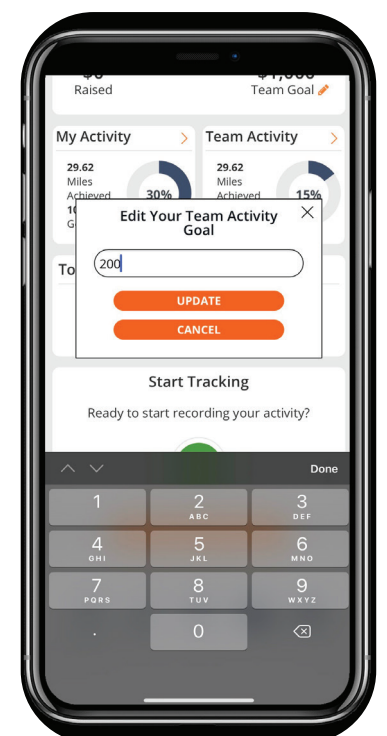 Raised
Team Goal
My Activity > Team Activity >
29.62
Miles
Achieved
30%
29.62
Miles
Achieved
15%
Edit Your Team Activity
Goal
200
UPDATE
CANCEL
Start Tracking
Ready to start recording your activity?
Done
1
2
ABC
3
DEF
4
GHI
5
JKL
6
MNO
7
PQRS
8
TUV
9
WXYZ
.
0